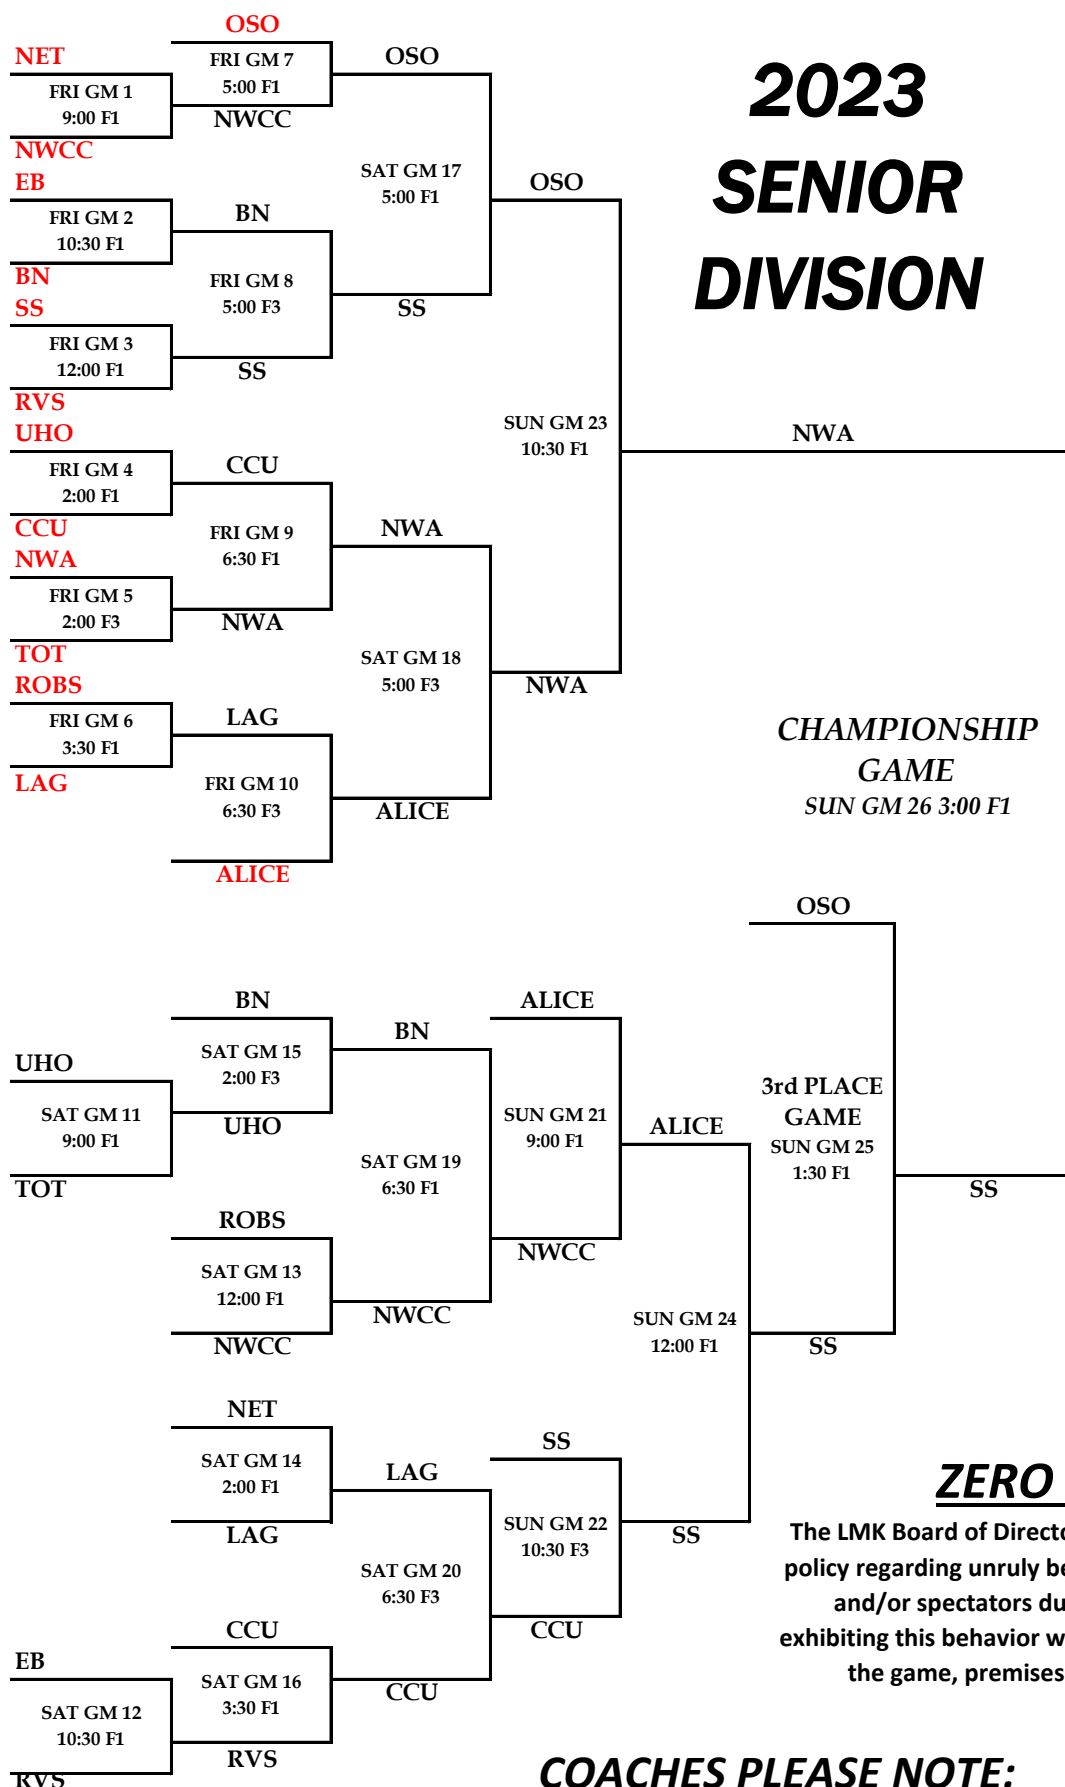 2023
SENIOR
DIVISION
OSO
NET
FRI GM 7
5:00 F1
OSO
FRI GM 1
9:00 F1
NWCC
NWCC
EB
SAT GM 17
5:00 F1
OSO
FRI GM 2
10:30 F1
BN
BN
SS
FRI GM 8
5:00 F3
SS
FRI GM 3
12:00 F1
SS
RVS
UHO
SUN GM 23
10:30 F1
NWA
FRI GM 4
2:00 F1
CCU
CCU
NWA
FRI GM 9
6:30 F1
NWA
FRI GM 5
2:00 F3
NWA
TOT
ROBS
SAT GM 18
5:00 F3
NWA
FRI GM 6
3:30 F1
LAG
LAG
FRI GM 10
6:30 F3
ALICE
ALICE
CHAMPIONSHIP
GAME
SUN GM 26 3:00 F1
OSO
BN
ALICE
BN
UHO
SAT GM 15
2:00 F3
SAT GM 11
9:00 F1
UHO
TOT
SUN GM 21
9:00 F1
ALICE
3rd PLACE
GAME
SUN GM 25
1:30 F1
SS
SAT GM 19
6:30 F1
ROBS
NWCC
SAT GM 13
12:00 F1
NWCC
NWCC
SUN GM 24
12:00 F1
SS
NET
SAT GM 14
2:00 F1
LAG
SS
LAG
SUN GM 22
10:30 F3
SS
SAT GM 20
6:30 F3
CCU
CCU
EB
SAT GM 16
3:30 F1
CCU
SAT GM 12
10:30 F1
RVS
RVS
ZERO
The LMK Board of Directo
policy regarding unruly be
and/or spectators du
exhibiting this behavior w
the game, premises
COACHES PLEASE NOTE: